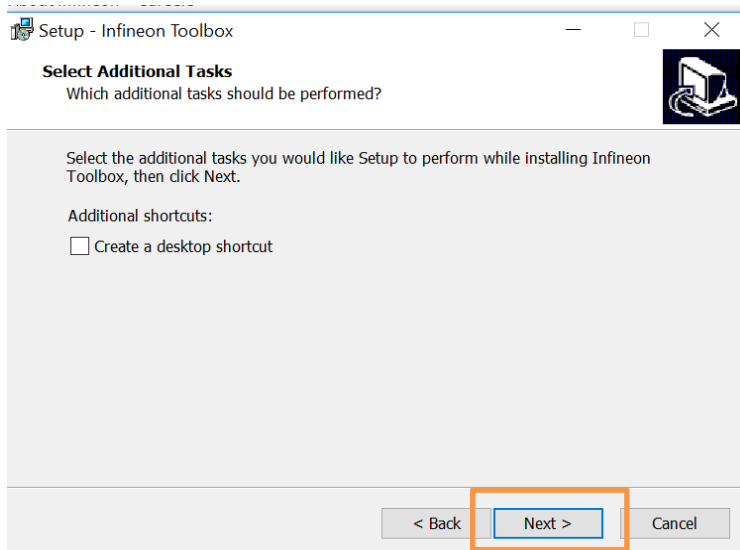 Setup - Infineon Toolbox
Select Additional Tasks
Which additional tasks should be performed?
Select the additional tasks you would like Setup to perform while installing Infineon
Toolbox, then click Next.
Additional shortcuts:
Create a desktop shortcut
< Back Next > Cancel